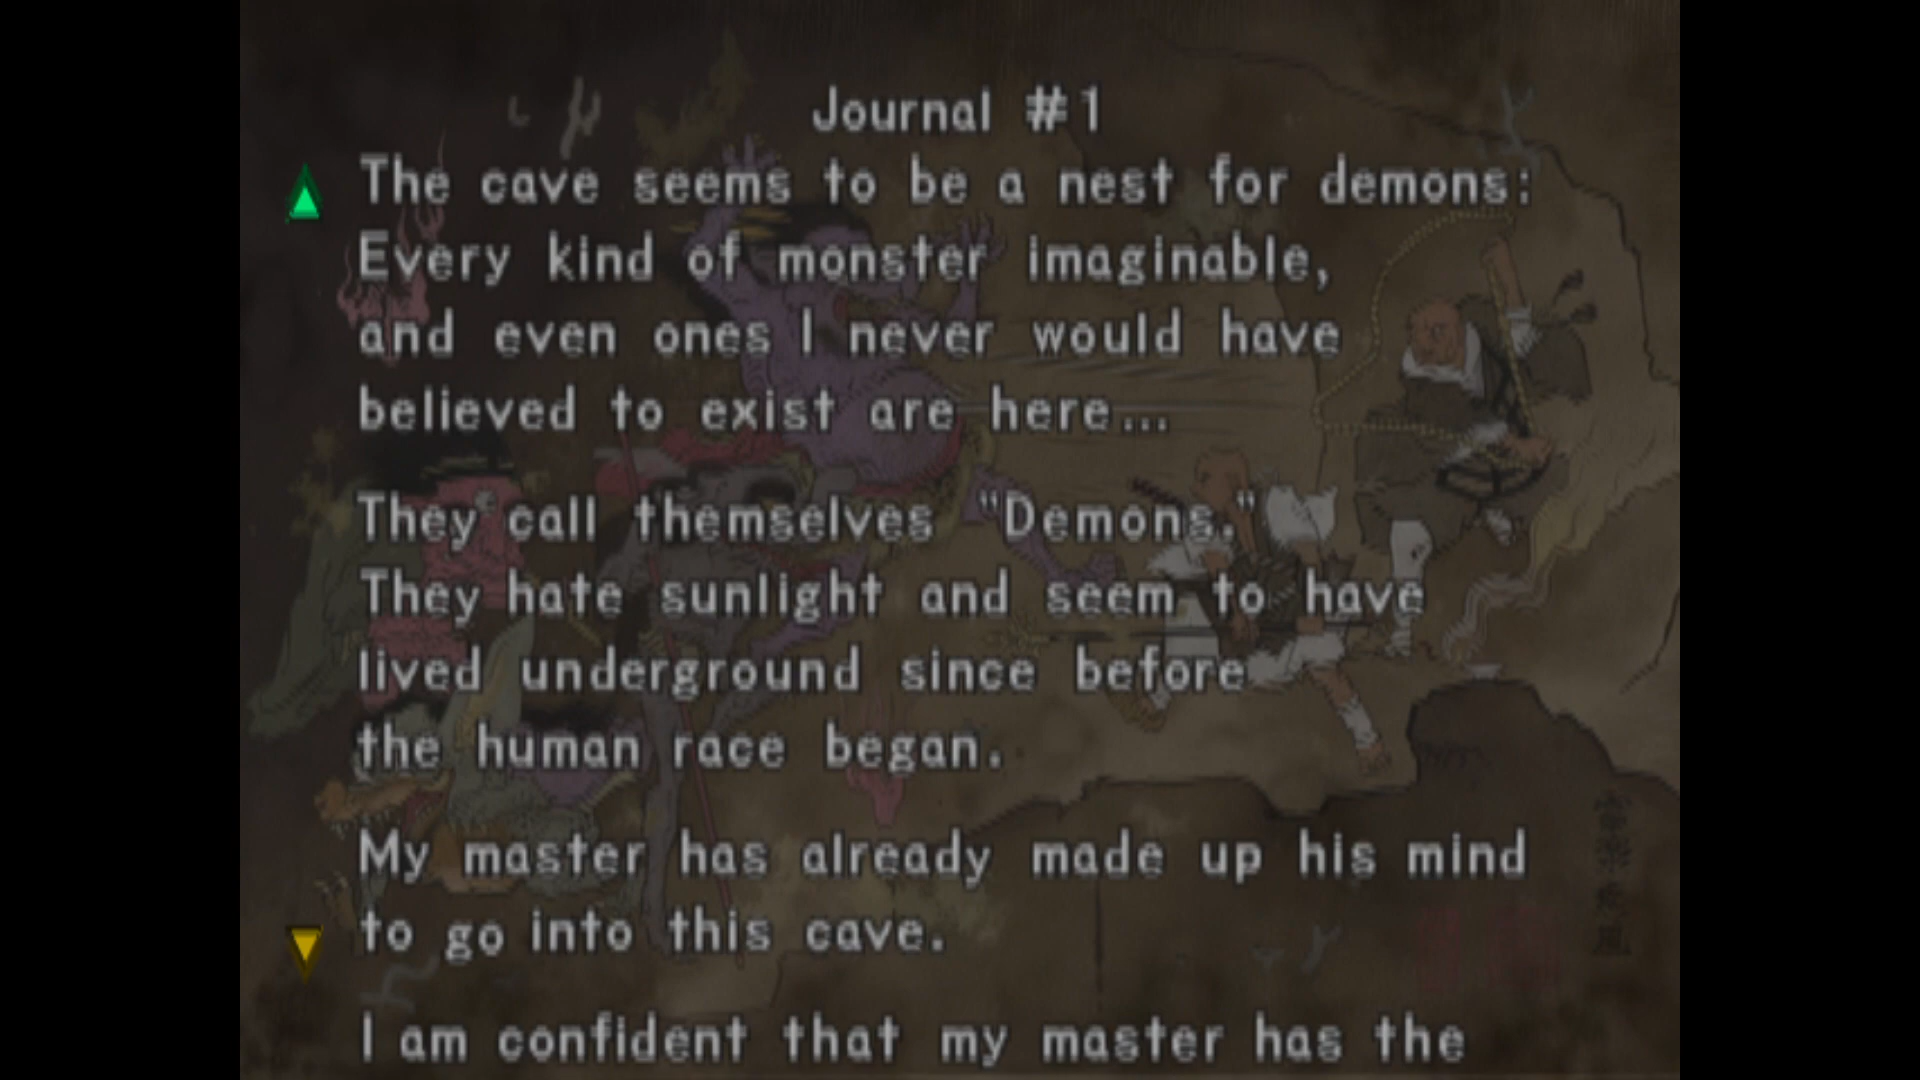 Journal #1
The cave seems to be a nest for demons:
Every kind of monster imaginable,
and even ones I never would have
believed to exist are here...
They call themselves "Demons."
They hate sunlight and seem to have
lived underground since before
the human race began.
My master has already made up his mind
to go into this cave.
I am confident that my master has the